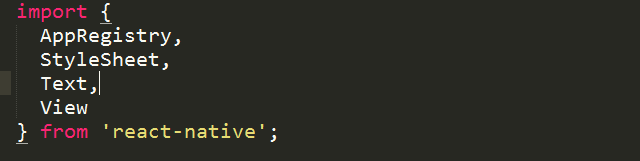 import {
  AppRegistry,
  StyleSheet,
  Text,
  View
} from 'react-native';